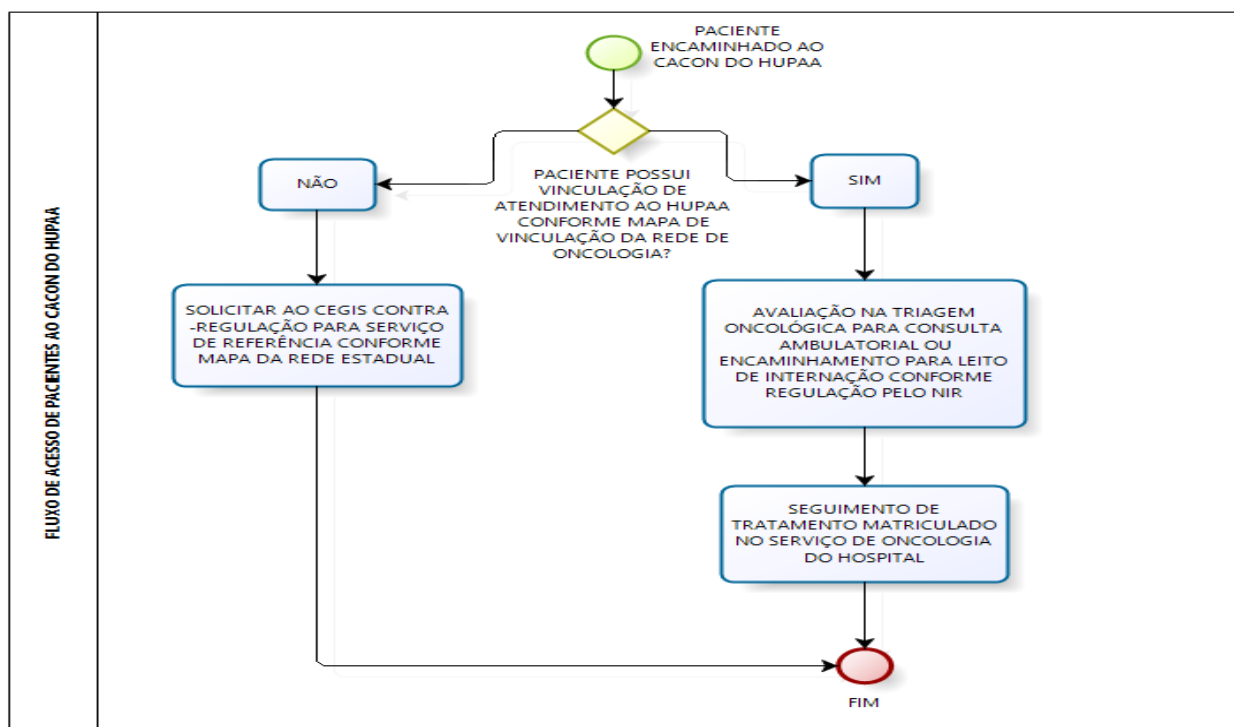 FLUXO DE ACESSO DE PACIENTES AO CACON DO HUPAA
PACIENTE
ENCAMINHADO AO
CACON DO HUPAA
PACIENTE POSSUI
VINCULAÇÃO DE
ATENDIMENTO AO HUPAA
CONFORME MAPA DE
VINCULAÇÃO DA REDE DE
ONCOLOGIA?
NÃO
SOLICITAR AO CEGIS CONTRA
-REGULAÇÃO PARA SERVIÇO
DE REFERÊNCIA CONFORME
MAPA DA REDE ESTADUAL
SIM
AVALIAÇÃO NA TRIAGEM
ONCOLÓGICA PARA CONSULTA
AMBULATORIAL OU
ENCAMINHAMENTO PARA LEITO
DE INTERNAÇÃO CONFORME
REGULAÇÃO PELO NIR
SEGUIMENTO DE
TRATAMENTO MATRICULADO
NO SERVIÇO DE ONCOLOGIA
DO HOSPITAL
FIM